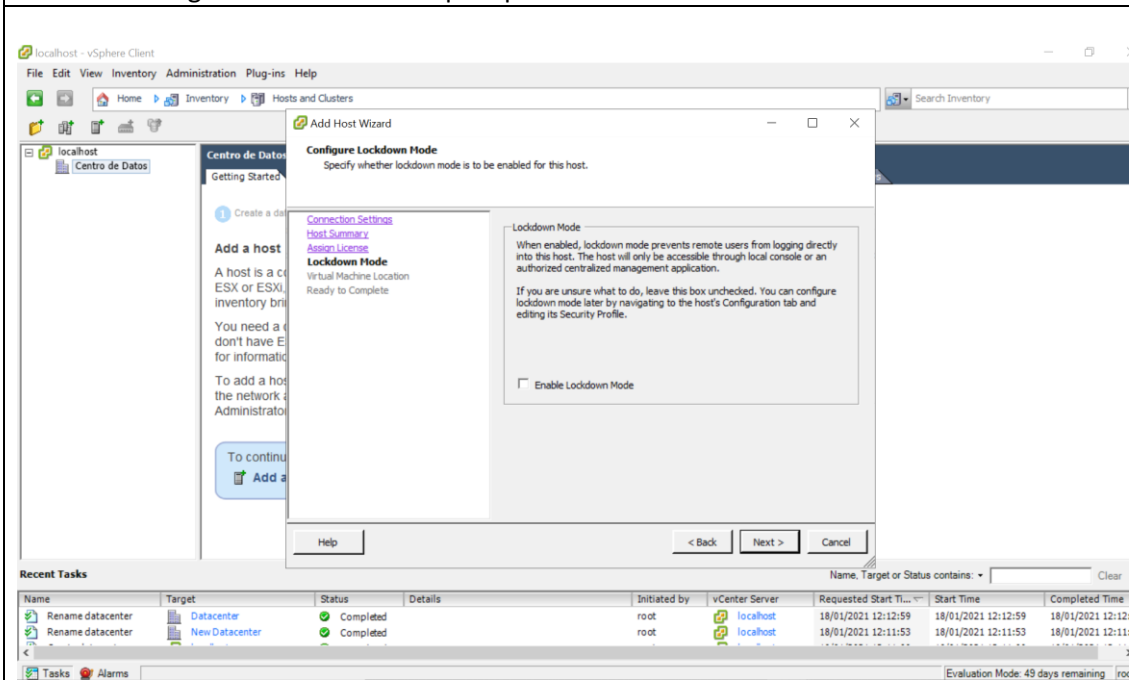 localhost - vSphere Client
File Edit View Inventory Administration Plug-ins Help
Home Inventory Hosts and Clusters
Search Inventory
localhost
Centro de Datos
Centro de Datos
Getting Started
Create a
Add a host
A host is a
ESX or ESXi,
inventory
You need a
don't have
for
To add a
the network
To
Add
Add Host Wizard
Configure Lockdown Mode
Specify whether lockdown mode is to be enabled for this host.
Connection Settings
Host Summary
Assign License
Lockdown Mode
Virtual Machine Location
Ready to Complete
Lockdown Mode
When enabled, lockdown mode prevents remote users from logging directly
into this host. The host will only be accessible through local console or an
authorized centralized management application.
If you are unsure what to do, leave this box unchecked. You can configure
lockdown mode later by navigating to the host's Configuration tab and
editing its Security Profile.
Enable Lockdown Mode
Help < Back Next > Cancel
Recent Tasks Name, Target or Status contains: Clear
Name Target Status Details Initiated by vCenter Server Requested Start Ti... Start Time Completed Time
Rename datacenter Datacenter Completed root localhost 18/01/2021 12:12:59 18/01/2021 12:12:59 18/01/2021 12:12:
Rename datacenter New Datacenter Completed root localhost 18/01/2021 12:11:53 18/01/2021 12:11:53 18/01/2021 12:11:
Tasks Alarms Evaluation Mode: 49 days remaining